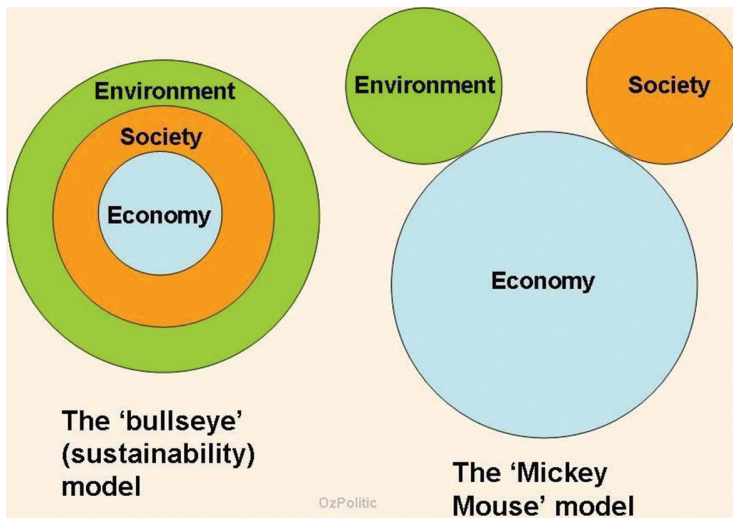 Environment
Society
Economy
The 'bullseye'
(sustainability)
model
Environment
Society
Economy
The 'Mickey
Mouse' model
OzPolitic